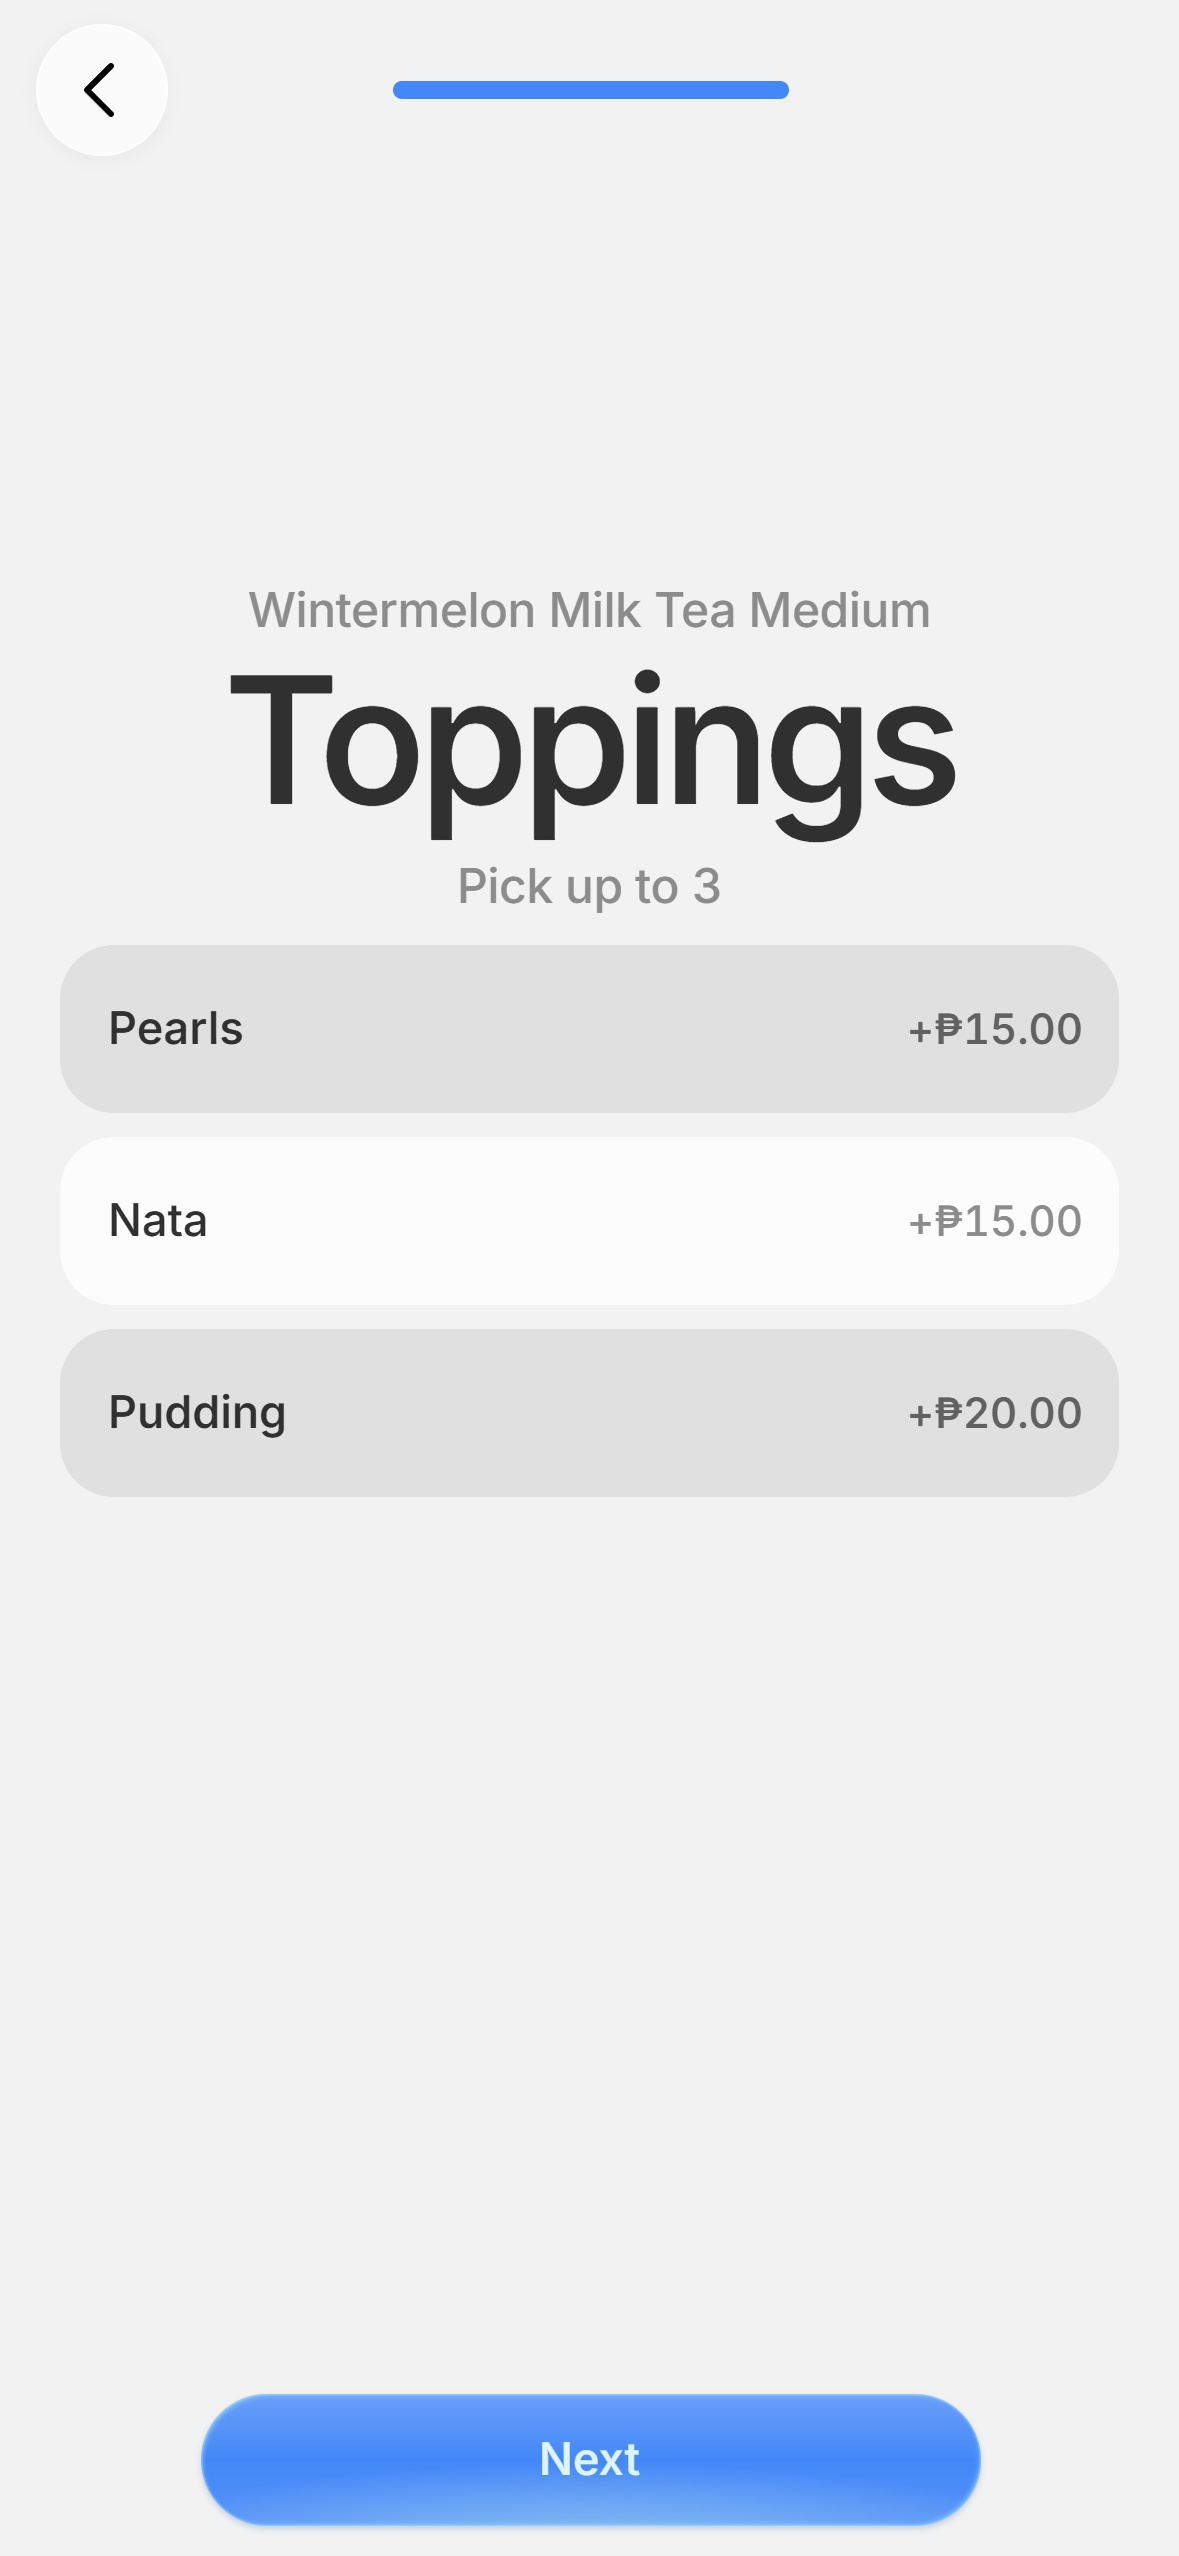 Wintermelon Milk Tea Medium
Toppings
Pick up to 3
Pearls +₱15.00
Nata +₱15.00
Pudding +₱20.00
Next